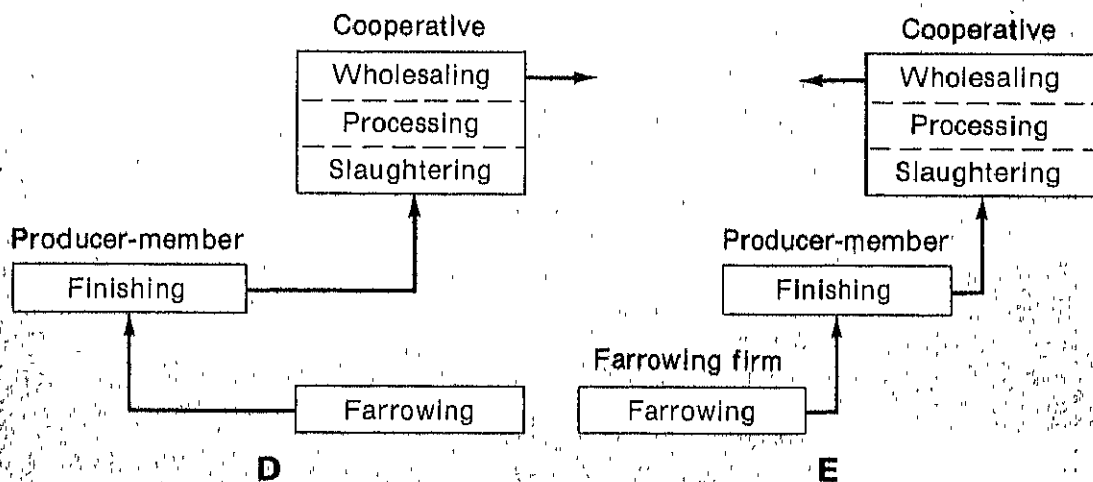 Cooperative
Wholesaling
Processing
Slaughtering
Producer-member
Finishing
Farrowing
D
Cooperative
Wholesaling
Processing
Slaughtering
Producer-member
Finishing
Farrowing firm
Farrowing
E